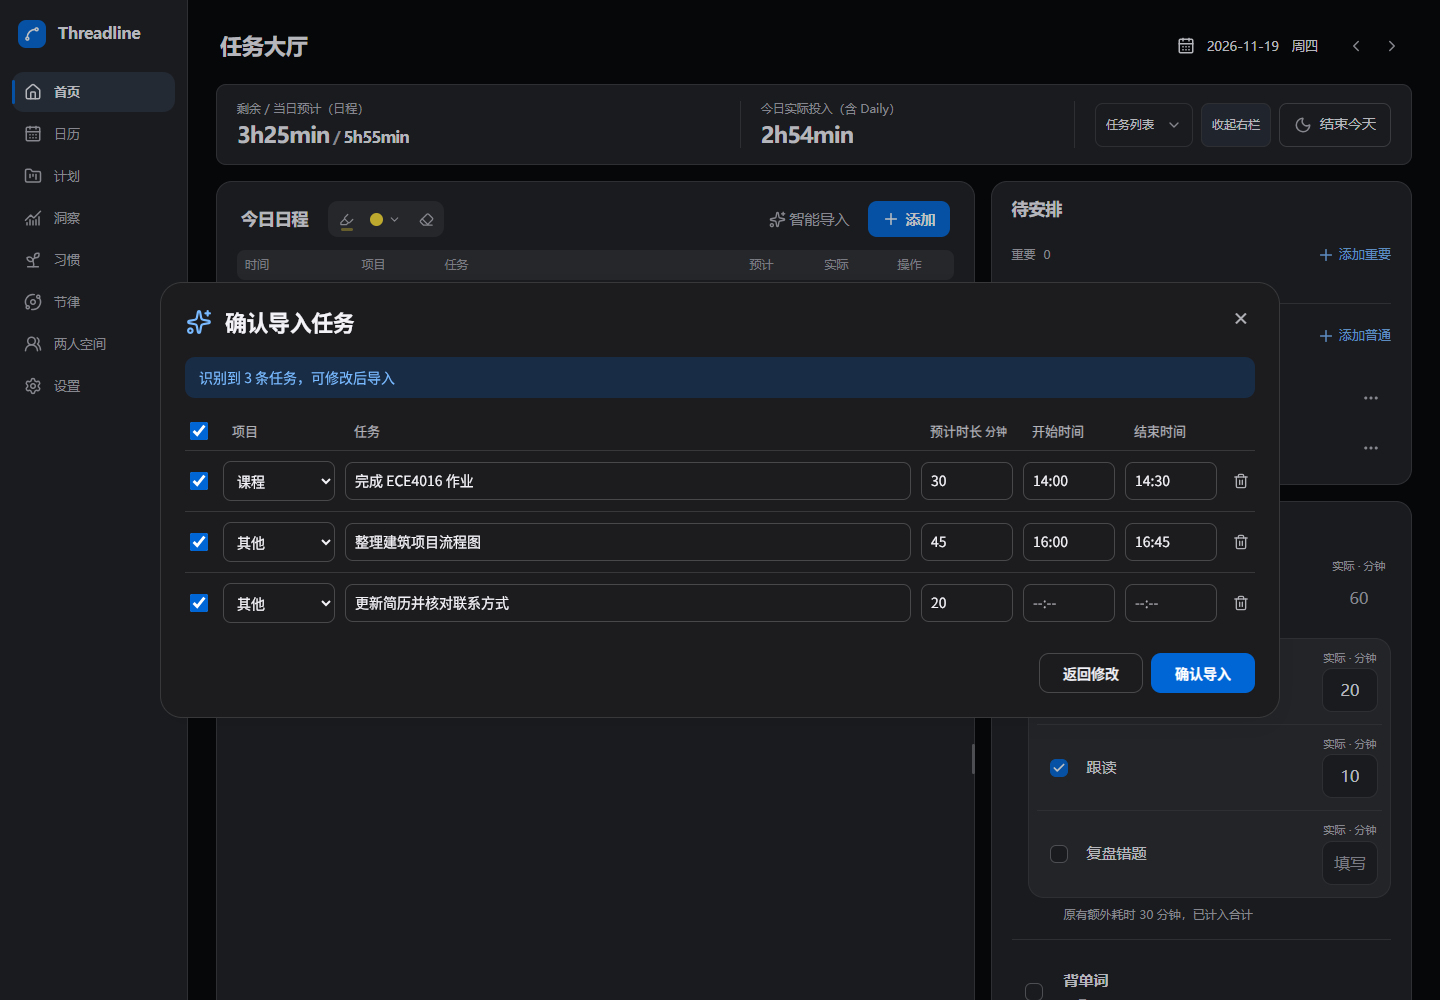 Threadline
首页
日历
计划
洞察
习惯
节律
两人空间
设置
任务大厅
2026-11-19 周四
剩余 / 当日预计（日程）
3h25min / 5h55min
今日实际投入（含 Daily）
2h54min
任务列表
收起右栏
结束今天
今日日程
智能导入
添加
时间 项目 任务 预计 实际 操作
待安排
重要 0
添加重要
添加普通
确认导入任务
识别到 3 条任务，可修改后导入
项目 任务 预计时长 分钟 开始时间 结束时间
课程 完成 ECE4016 作业 30 14:00 14:30
其他 整理建筑项目流程图 45 16:00 16:45
其他 更新简历并核对联系方式 20 --:-- --:--
返回修改
确认导入
实际 · 分钟
60
实际 · 分钟
20
实际 · 分钟
跟读 10
实际 · 分钟
复盘错题 填写
原有额外耗时 30 分钟，已计入合计
背单词